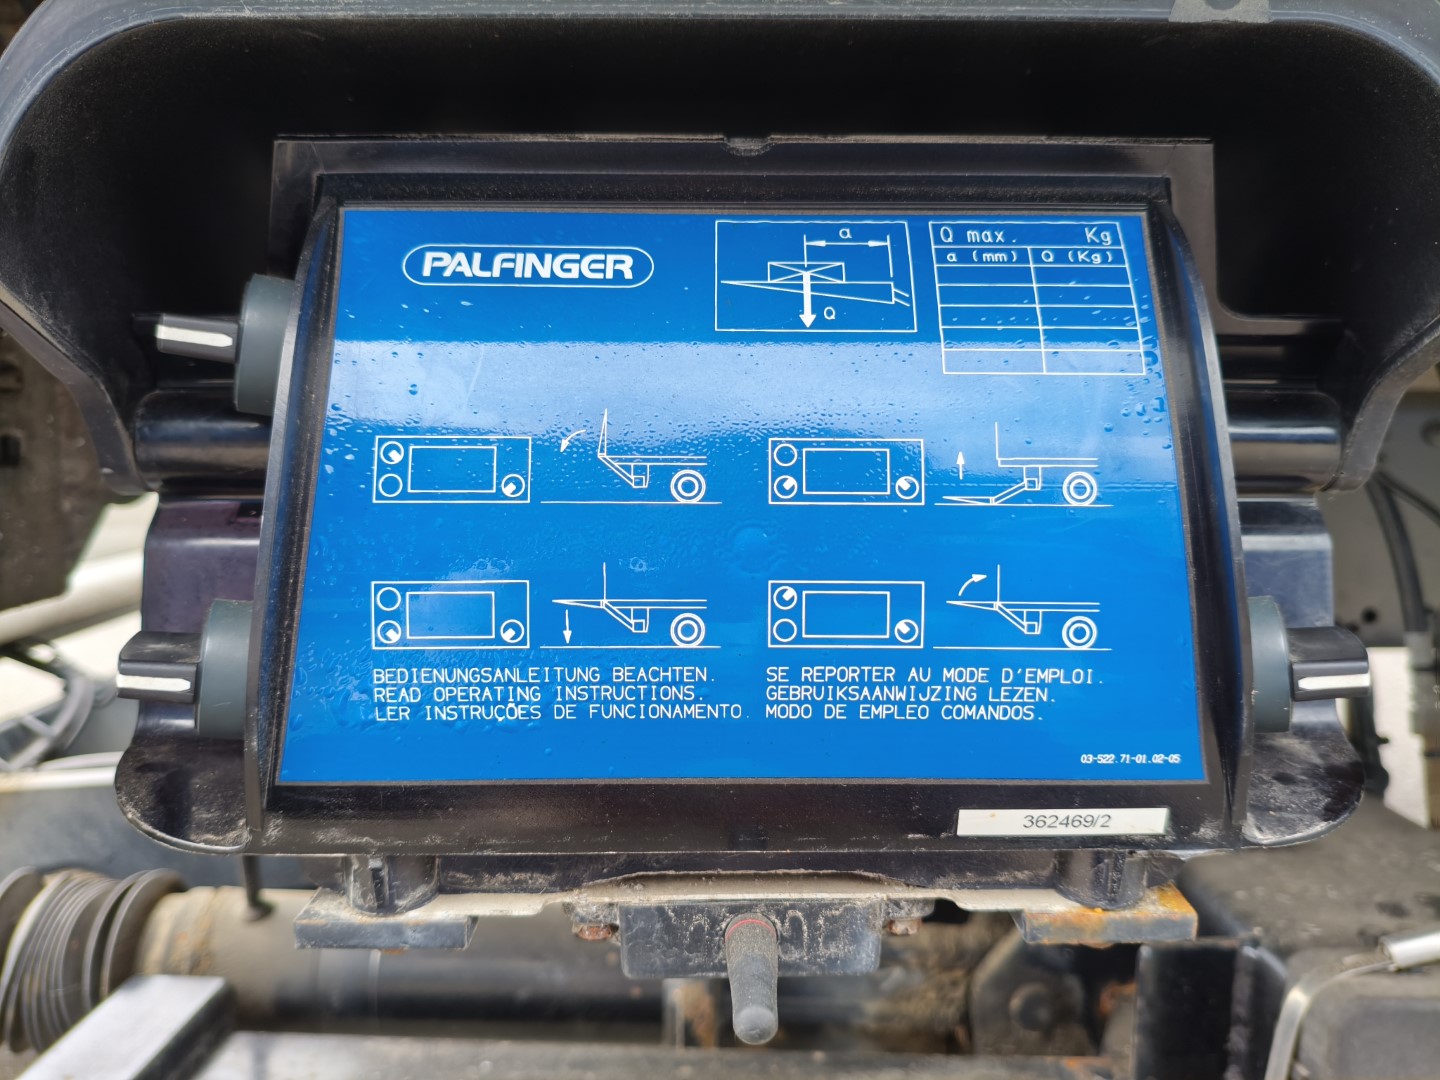 PALFINGER
a
Q
Q max. Kg
a (mm) Q (Kg)
BEDIENUNGSANLEITUNG BEACHTEN.
READ OPERATING INSTRUCTIONS.
LER INSTRUÇÕES DE FUNCIONAMENTO.
SE REPORTER AU MODE D'EMPLOI.
GEBRUIKSAANWIJZING LEZEN.
MODO DE EMPLEO COMANDOS.
03-522.71-01.02-05
362469/2